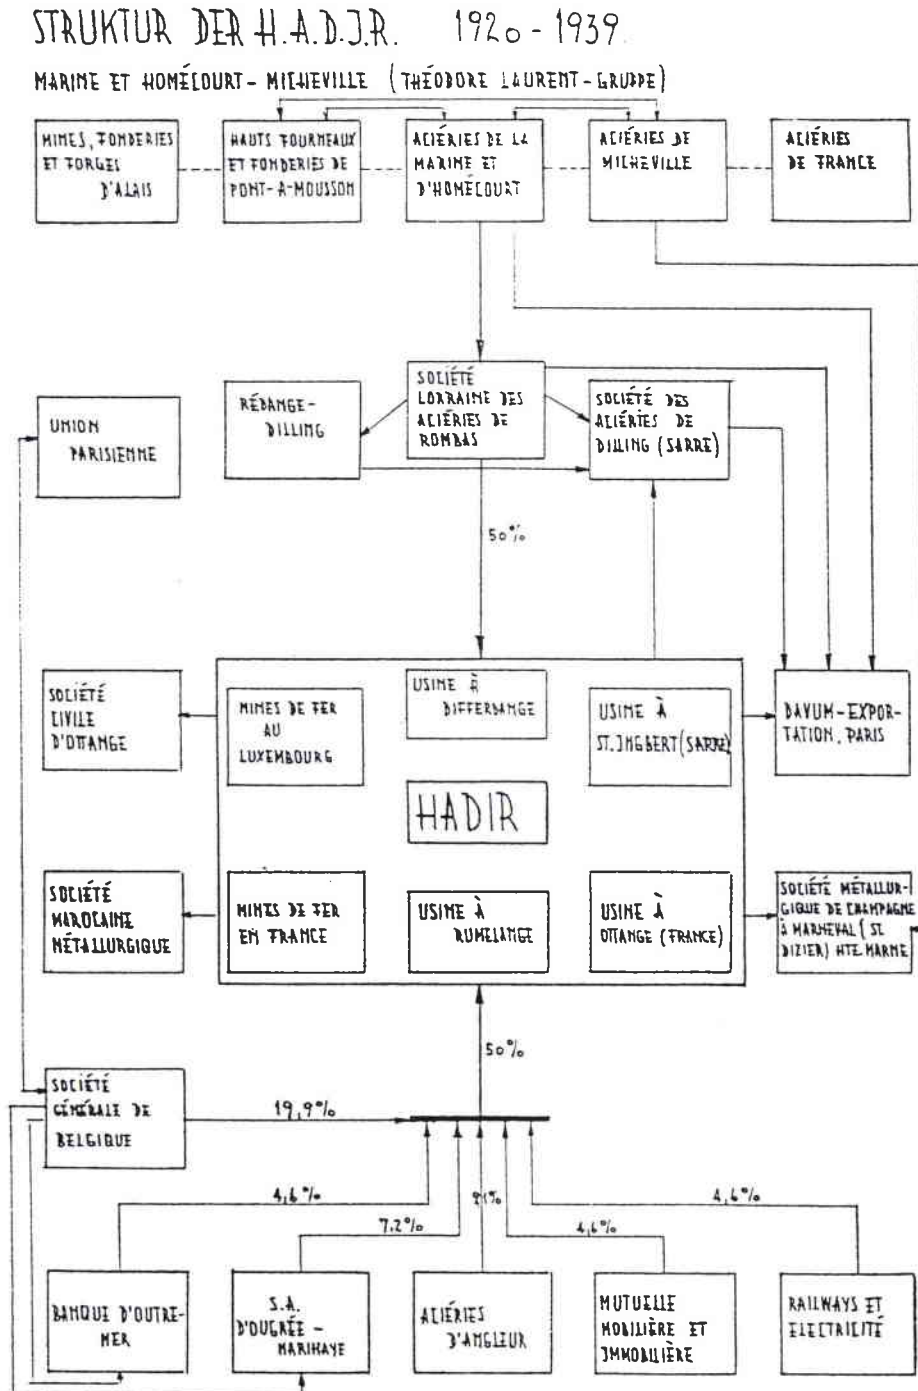 STRUKTUR DER H.A.D.J.R. 1920-1939
MARINE ET HOMÉCOURT-MICHEVILLE (THÉODORE LAURENT-GRUPPE)
MINES, FONDERIES
ET FORGES
D'ALAIS
HAUTS FOURNEAUX
ET FONDERIES DE
PONT-A-MOUSSON
ACIÉRIES DE LA
MARINE ET
D'HOMÉCOURT
ACIÉRIES DE
MICHEVILLE
ACIÉRIES
DE FRANCE
UNION
PARISIENNE
RÉDANGE-
DILLING
SOCIÉTÉ
LORRAINE DES
ACIÉRIES DE
ROMBAS
SOCIÉTÉ DES
ACIÉRIES DE
DILLING (SARRE)
50%
SOCIÉTÉ
CIVILE
D'OTTANGE
MINES DE FER
AU
LUXEMBOURG
USINE À
DIFFERDANGE
USINE À
ST.JNGBERT (SARRE)
DAVUM-EXPOR-
TATION, PARIS
HADIR
SOCIÉTÉ
MAROCAINE
MÉTALLURGIQUE
MINES DE FER
EN FRANCE
USINE À
RUMELANGE
USINE À
OTTANGE (FRANCE)
SOCIÉTÉ MÉTALLUR-
GIQUE DE CHAMPAGNE
À MARNEVAL (ST.
DIZIER) HTE.MARNE
50%
SOCIÉTÉ
GÉNÉRALE DE
BELGIQUE
19,9%
4,6%
7.2%
4,6%
4,6%
BANQUE D'OUTRE-
MER
S.A.
D'OUGRÉE-
MARIHAYE
ACIÉRIES
D'ANGLEUR
MUTUELLE
MOBILIÈRE ET
JMMOBILIÈRE
RAILWAYS ET
ELECTRICITÉ